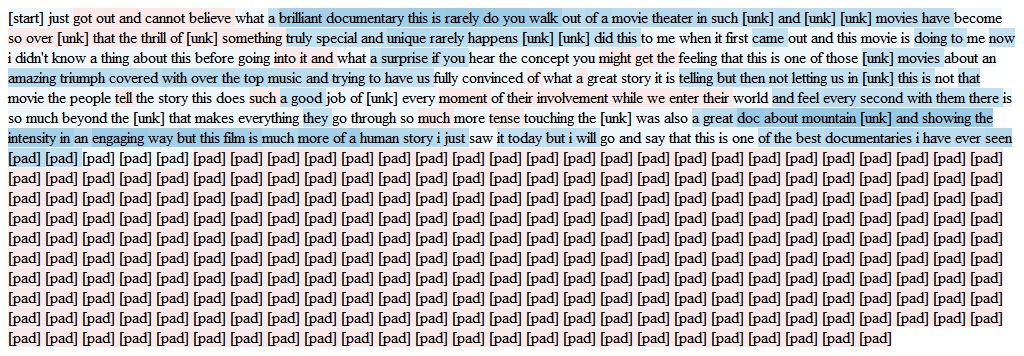 [start] just got out and cannot believe what a brilliant documentary this is rarely do you walk out of a movie theater in such [unk] and [unk] [unk] movies have become
so over [unk] that the thrill of [unk] something truly special and unique rarely happens [unk] [unk] did this to me when it first came out and this movie is doing to me now
i didn't know a thing about this before going into it and what a surprise if you hear the concept you might get the feeling that this is one of those [unk] movies about an
amazing triumph covered with over the top music and trying to have us fully convinced of what a great story it is telling but then not letting us in [unk] this is not that
movie the people tell the story this does such a good job of [unk] every moment of their involvement while we enter their world and feel every second with them there is
so much beyond the [unk] that makes everything they go through so much more tense touching the [unk] was also a great doc about mountain [unk] and showing the
intensity in an engaging way but this film is much more of a human story i just saw it today but i will go and say that this is one of the best documentaries i have ever seen
[pad] [pad] [pad] [pad] [pad] [pad] [pad] [pad] [pad] [pad] [pad] [pad] [pad] [pad] [pad] [pad] [pad] [pad] [pad] [pad] [pad] [pad] [pad] [pad] [pad] [pad] [pad]
[pad] [pad] [pad] [pad] [pad] [pad] [pad] [pad] [pad] [pad] [pad] [pad] [pad] [pad] [pad] [pad] [pad] [pad] [pad] [pad] [pad] [pad] [pad] [pad] [pad] [pad] [pad]
[pad] [pad] [pad] [pad] [pad] [pad] [pad] [pad] [pad] [pad] [pad] [pad] [pad] [pad] [pad] [pad] [pad] [pad] [pad] [pad] [pad] [pad] [pad] [pad] [pad] [pad] [pad]
[pad] [pad] [pad] [pad] [pad] [pad] [pad] [pad] [pad] [pad] [pad] [pad] [pad] [pad] [pad] [pad] [pad] [pad] [pad] [pad] [pad] [pad] [pad] [pad] [pad] [pad] [pad]
[pad] [pad] [pad] [pad] [pad] [pad] [pad] [pad] [pad] [pad] [pad] [pad] [pad] [pad] [pad] [pad] [pad] [pad] [pad] [pad] [pad] [pad] [pad] [pad] [pad] [pad] [pad]
[pad] [pad] [pad] [pad] [pad] [pad] [pad] [pad] [pad] [pad] [pad] [pad] [pad] [pad] [pad] [pad] [pad] [pad] [pad] [pad] [pad] [pad] [pad] [pad] [pad] [pad] [pad]
[pad] [pad] [pad] [pad] [pad] [pad] [pad] [pad] [pad] [pad] [pad] [pad] [pad] [pad] [pad] [pad] [pad] [pad] [pad] [pad] [pad] [pad] [pad] [pad] [pad] [pad] [pad]
[pad] [pad] [pad] [pad] [pad] [pad] [pad] [pad] [pad] [pad] [pad] [pad] [pad] [pad] [pad] [pad] [pad] [pad] [pad] [pad] [pad] [pad] [pad] [pad] [pad] [pad] [pad]
[pad] [pad] [pad] [pad] [pad] [pad] [pad] [pad] [pad] [pad] [pad] [pad] [pad] [pad] [pad] [pad] [pad] [pad] [pad] [pad] [pad] [pad] [pad] [pad] [pad] [pad] [pad]
[pad] [pad] [pad] [pad] [pad] [pad] [pad] [pad] [pad] [pad] [pad] [pad] [pad] [pad] [pad] [pad] [pad] [pad] [pad] [pad] [pad] [pad] [pad] [pad]